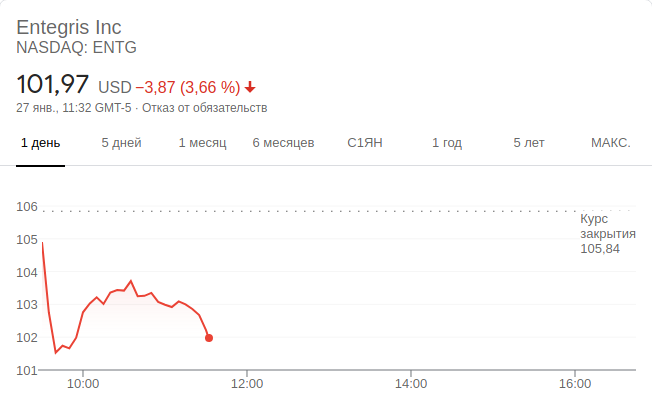 Entegris Inc
NASDAQ: ENTG
101,97 USD −3,87 (3,66 %)
27 янв., 11:32 GMT-5 · Отказ от обязательств
1 день 5 дней 1 месяц 6 месяцев С1ЯН 1 год 5 лет МАКС.
106
Курс
закрытия
105,84
105
104
103
102
101
10:00 12:00 14:00 16:00